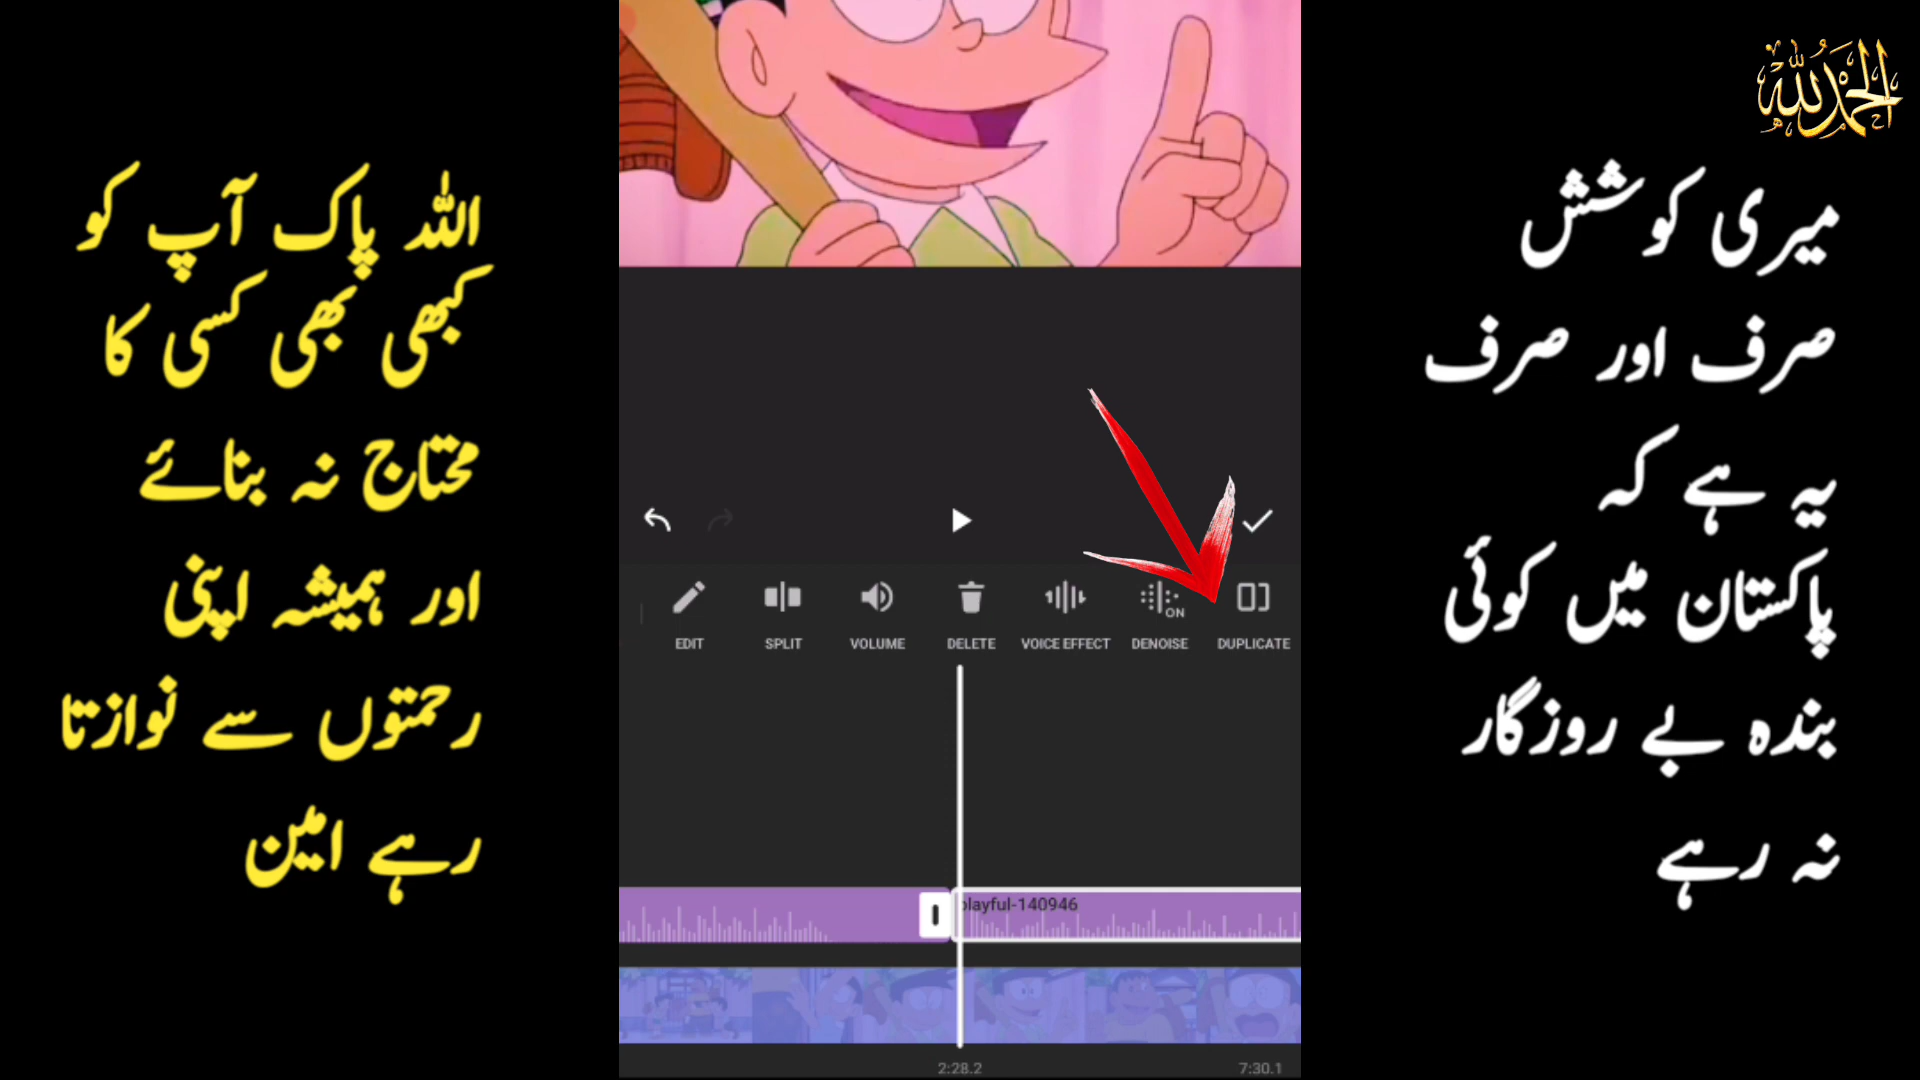 الحمدللہ
اللہ پاک آپ کو
کبھی بھی کسی کا
محتاج نہ بنائے
اور ہمیشہ اپنی
رحمتوں سے نوازتا
رہے امین
ON
EDIT
SPLIT
VOLUME
DELETE
VOICE EFFECT
DENOISE
DUPLICATE
playful-140946
2:28.2
7:30.1
میری کوشش
صرف اور صرف
یہ ہے کہ
پاکستان میں کوئی
بندہ بے روزگار
نہ رہے